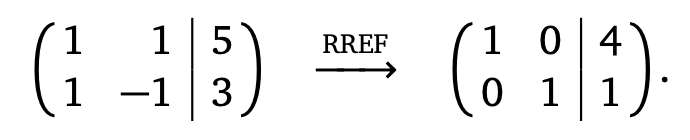 ( 1 1 | 5 ) RREF ⟶ ( 1 0 | 4 )
( 1 −1 | 3 ) ( 0 1 | 1 ) .